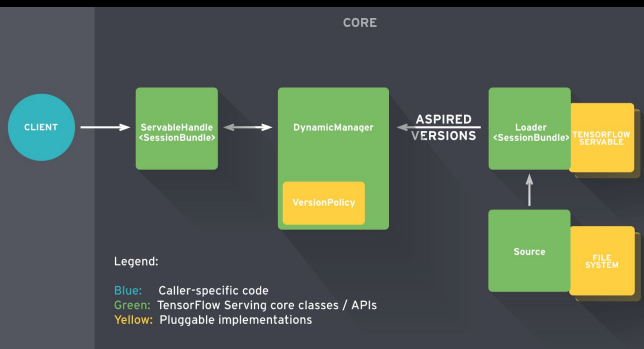 CORE
CLIENT
ServableHandle
<SessionBundle>
DynamicManager
VersionPolicy
ASPIRED
VERSIONS
Loader
<SessionBundle>
TENSORFLOW
SERVABLE
Source
FILE
SYSTEM
Legend:
Blue: Caller-specific code
Green: TensorFlow Serving core classes / APIs
Yellow: Pluggable implementations